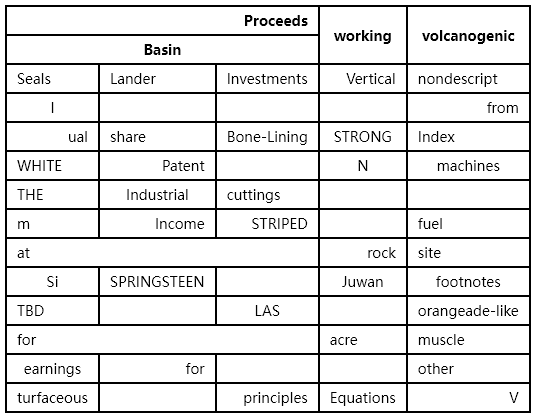 Proceeds working volcanogenic
Basin
Seals Lander Investments Vertical nondescript
I from
ual share Bone-Lining STRONG Index
WHITE Patent N machines
THE Industrial cuttings
m Income STRIPED fuel
at rock site
Si SPRINGSTEEN Juwan footnotes
TBD LAS orangeade-like
for acre muscle
earnings for other
turfaceous principles Equations V